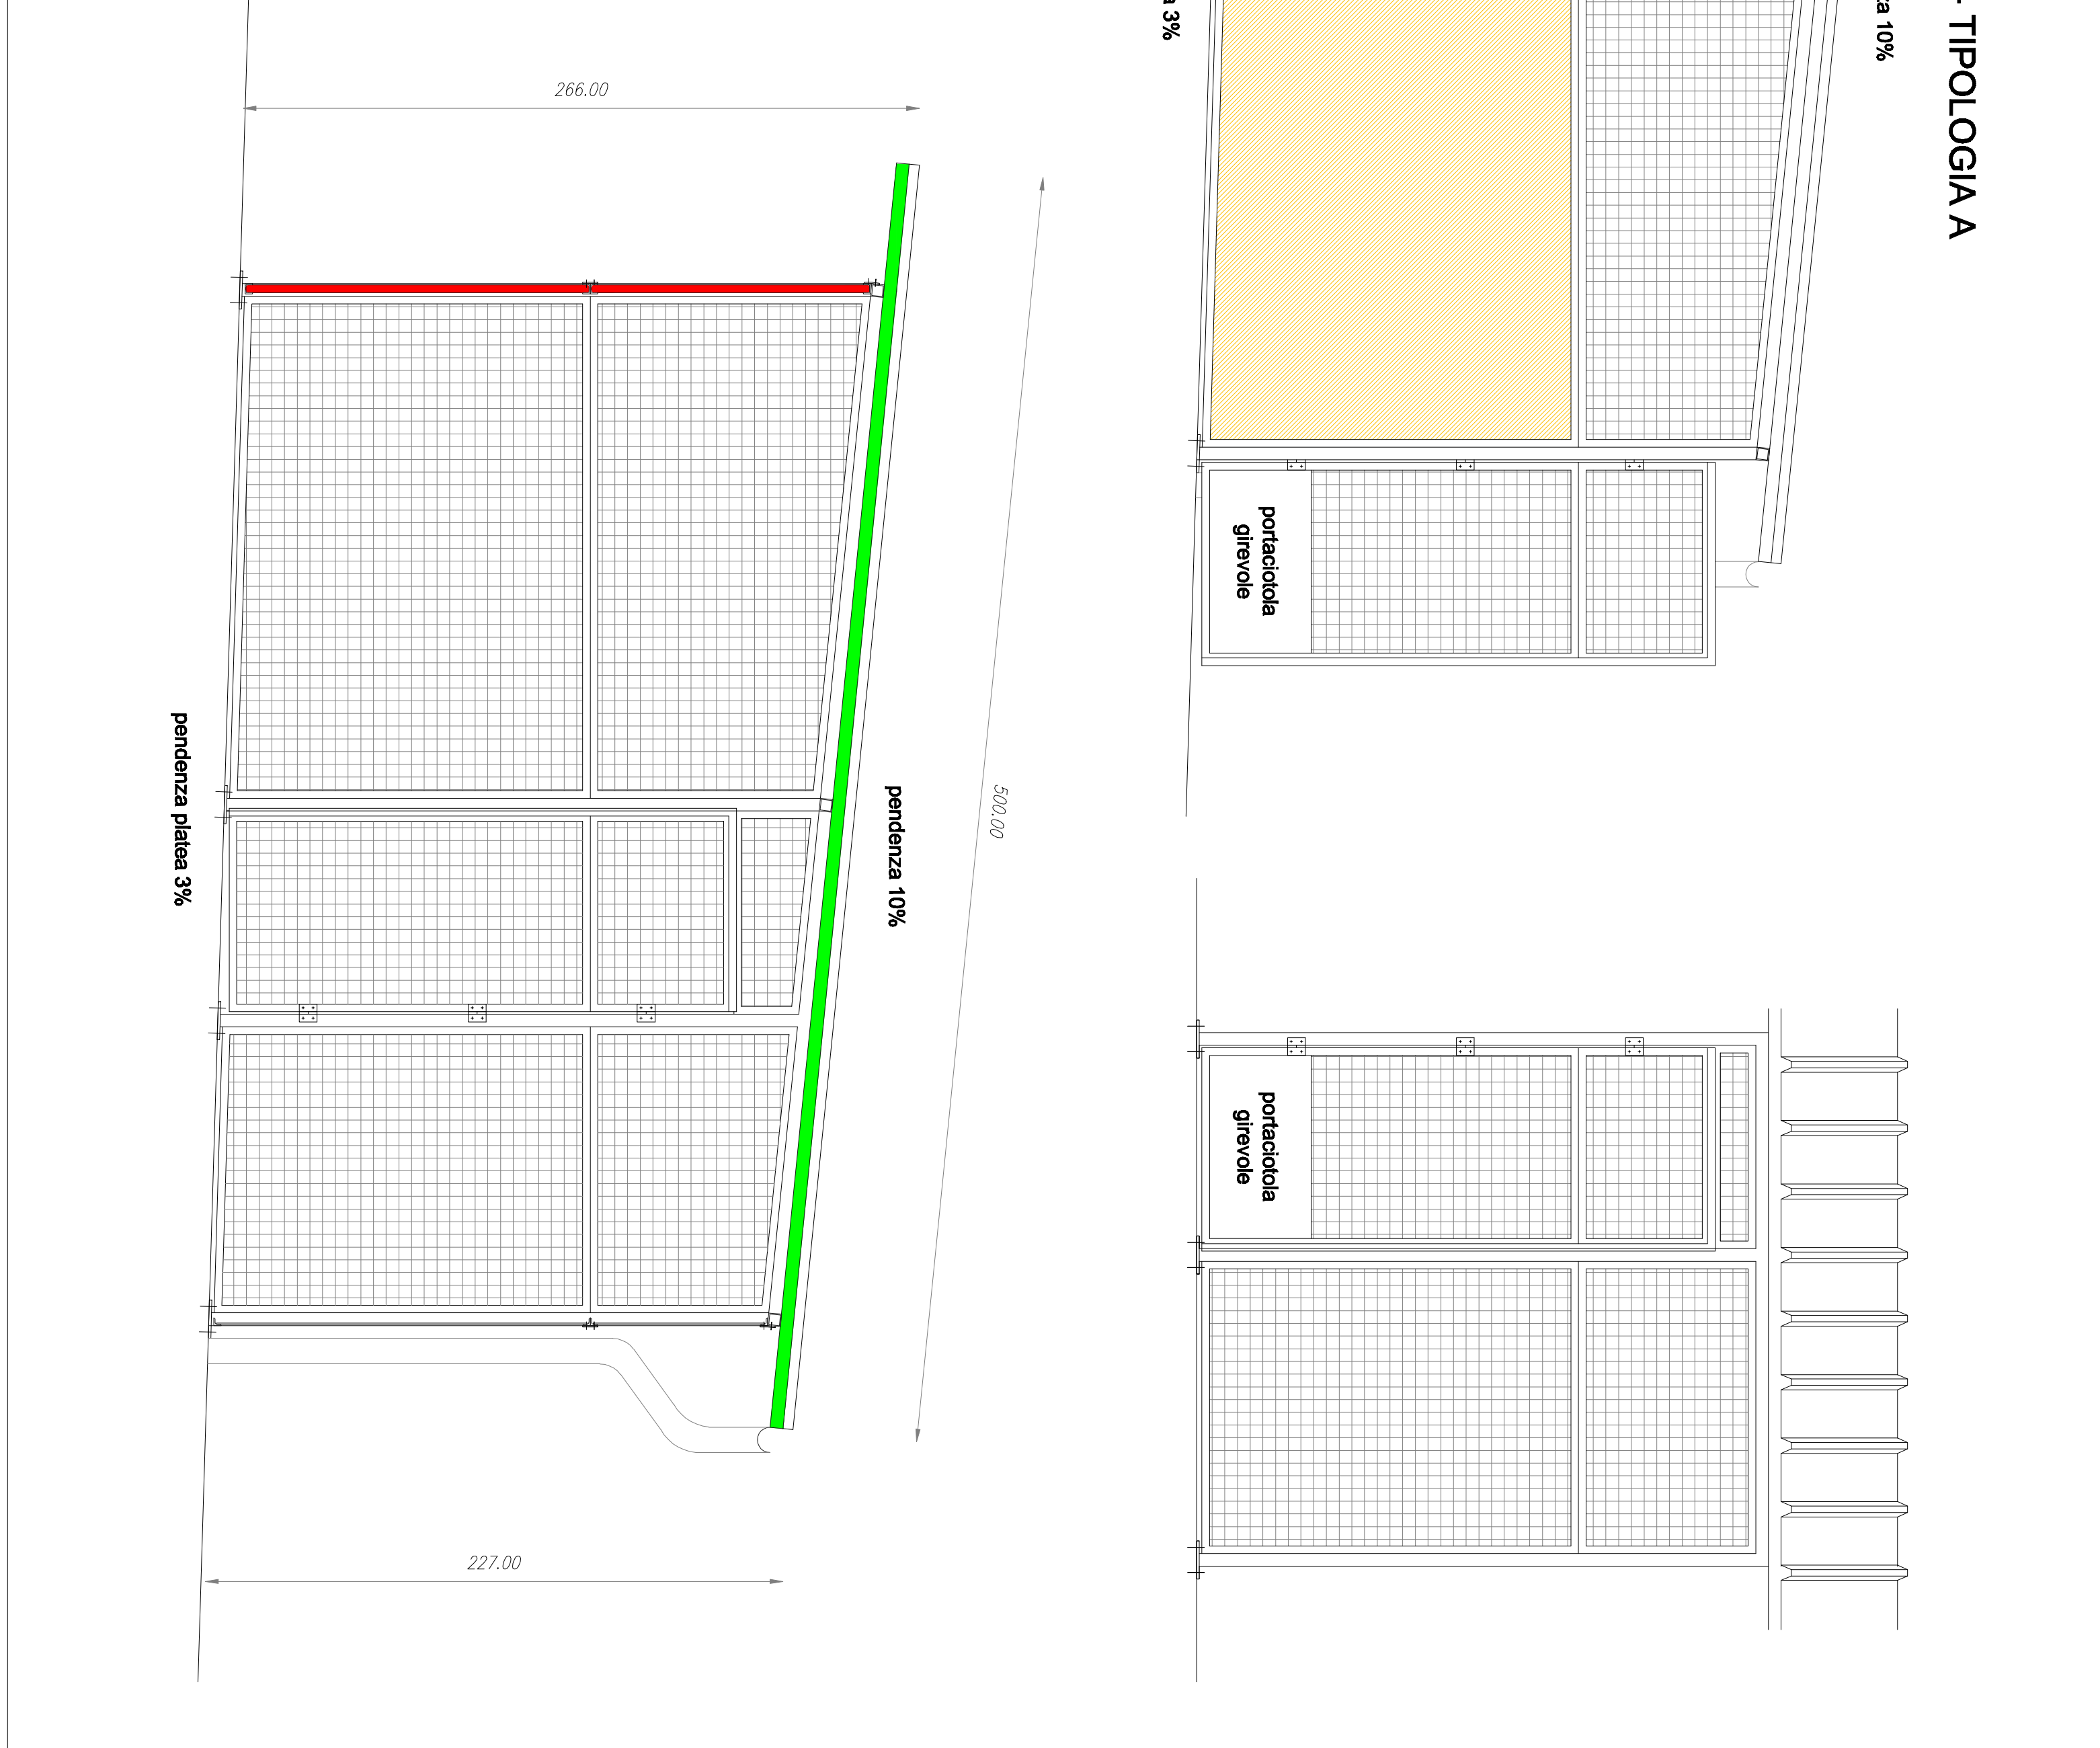 - TIPOLOGIA A
a 10%
a 3%
portaciotola
girevole
portaciotola
girevole
266.00
500.00
pendenza 10%
pendenza platea 3%
227.00